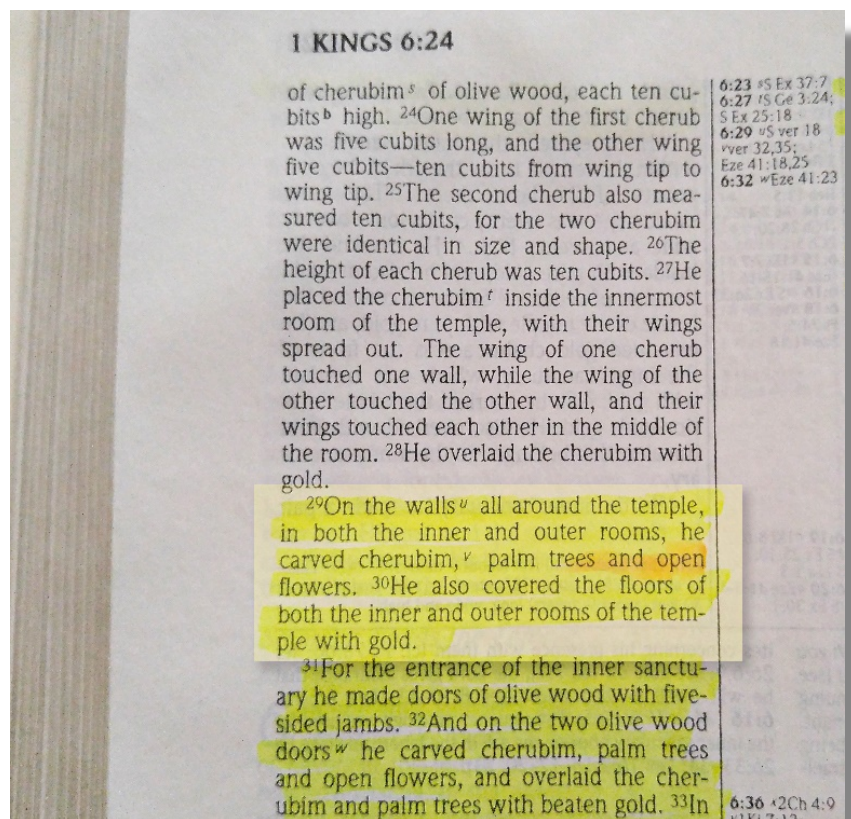 1 KINGS 6:24
of cherubim s of olive wood, each ten cu-
bits b high. 24One wing of the first cherub
was five cubits long, and the other wing
five cubits—ten cubits from wing tip to
wing tip. 25The second cherub also mea-
sured ten cubits, for the two cherubim
were identical in size and shape. 26The
height of each cherub was ten cubits. 27He
placed the cherubim t inside the innermost
room of the temple, with their wings
spread out. The wing of one cherub
touched one wall, while the wing of the
other touched the other wall, and their
wings touched each other in the middle of
the room. 28He overlaid the cherubim with
gold.
29On the walls u all around the temple,
in both the inner and outer rooms, he
carved cherubim, v palm trees and open
flowers. 30He also covered the floors of
both the inner and outer rooms of the tem-
ple with gold.
31For the entrance of the inner sanctu-
ary he made doors of olive wood with five-
sided jambs. 32And on the two olive wood
doors w he carved cherubim, palm trees
and open flowers, and overlaid the cher-
ubim and palm trees with beaten gold. 33In
6:23 sS Ex 37:7
6:27 tS Ge 3:24;
S Ex 25:18
6:29 uS ver 18
vver 32,35;
Eze 41:18,25
6:32 wEze 41:23
6:36 x2Ch 4:9